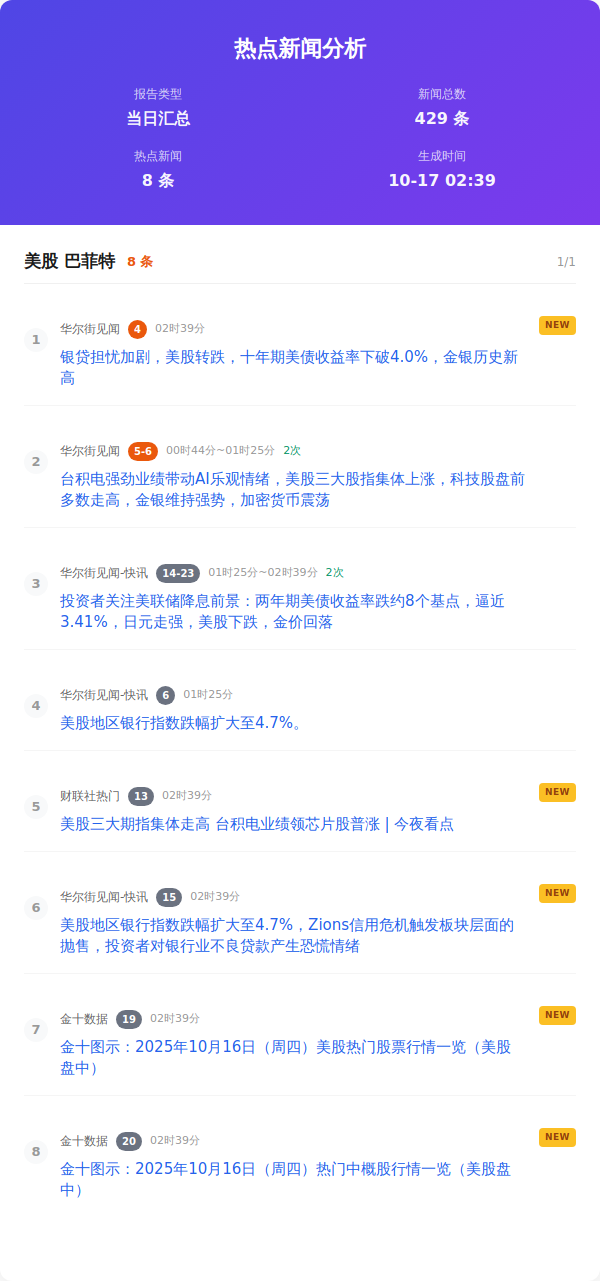 热点新闻分析
报告类型
当日汇总
新闻总数
429 条
热点新闻
8 条
生成时间
10-17 02:39
美股 巴菲特 8 条 1/1
1 华尔街见闻 4 02时39分 NEW
银贷担忧加剧，美股转跌，十年期美债收益率下破4.0%，金银历史新
高
2 华尔街见闻 5-6 00时44分~01时25分 2次
台积电强劲业绩带动AI乐观情绪，美股三大股指集体上涨，科技股盘前
多数走高，金银维持强势，加密货币震荡
3 华尔街见闻-快讯 14-23 01时25分~02时39分 2次
投资者关注美联储降息前景：两年期美债收益率跌约8个基点，逼近
3.41%，日元走强，美股下跌，金价回落
4 华尔街见闻-快讯 6 01时25分
美股地区银行指数跌幅扩大至4.7%。
5 财联社热门 13 02时39分 NEW
美股三大期指集体走高 台积电业绩领芯片股普涨 | 今夜看点
6 华尔街见闻-快讯 15 02时39分 NEW
美股地区银行指数跌幅扩大至4.7%，Zions信用危机触发板块层面的
抛售，投资者对银行业不良贷款产生恐慌情绪
7 金十数据 19 02时39分 NEW
金十图示：2025年10月16日（周四）美股热门股票行情一览（美股
盘中）
8 金十数据 20 02时39分 NEW
金十图示：2025年10月16日（周四）热门中概股行情一览（美股盘
中）